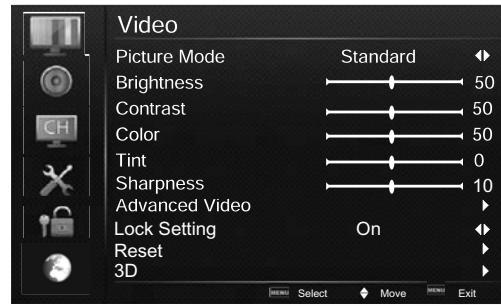 Video
Picture Mode Standard
Brightness 50
Contrast 50
Color 50
Tint 0
Sharpness 10
Advanced Video
Lock Setting On
Reset
3D
CH
MENU Select Move MENU Exit